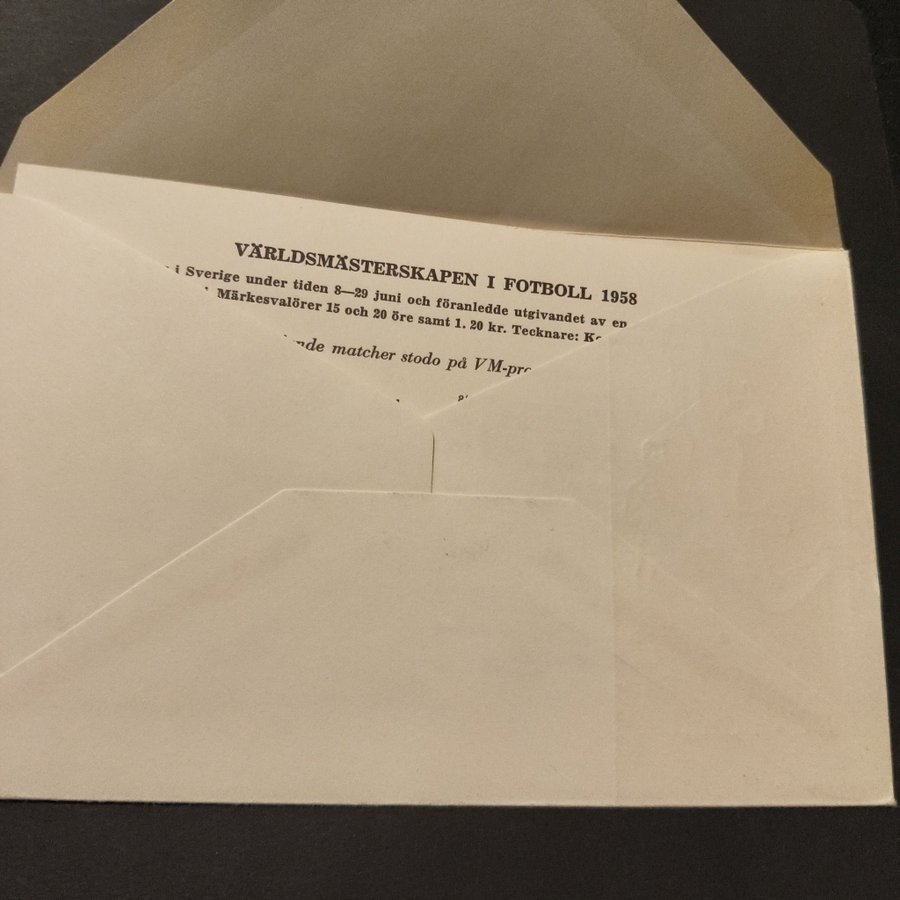 VÄRLDSMÄSTERSKAPEN I FOTBOLL 1958
i Sverige under tiden 8—29 juni och föranledde utgivandet av en
Märkesvalörer 15 och 20 öre samt 1.20 kr. Tecknare:
matcher stodo på